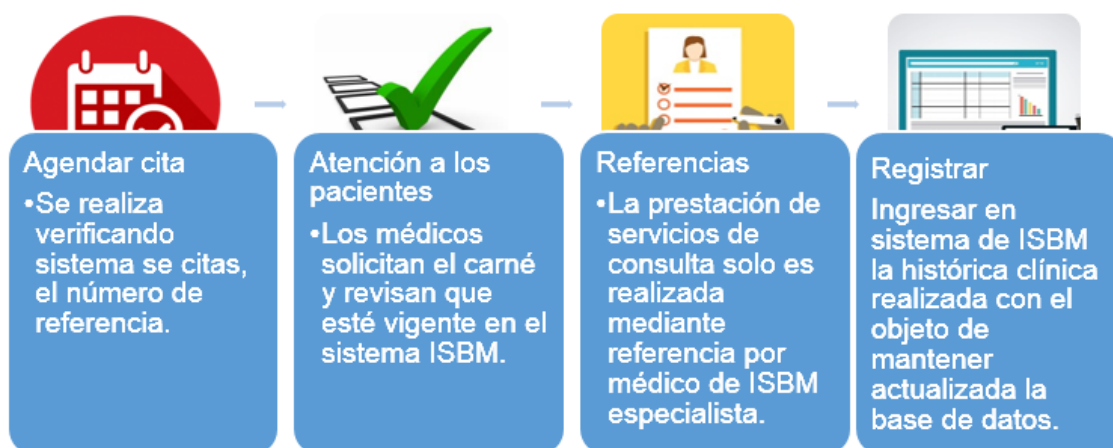 Agendar cita
•Se realiza
verificando
sistema se citas,
el número de
referencia.
Atención a los
pacientes
•Los médicos
solicitan el carné
y revisan que
esté vigente en el
sistema ISBM.
Referencias
•La prestación de
servicios de
consulta solo es
realizada
mediante
referencia por
médico de ISBM
especialista.
Registrar
Ingresar en
sistema de ISBM
la histórica clínica
realizada con el
objeto de
mantener
actualizada la
base de datos.